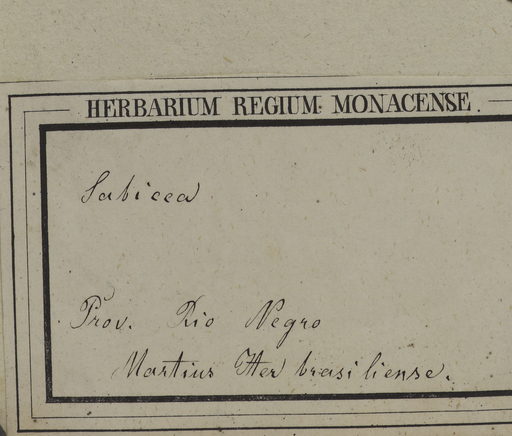 HERBARIUM REGIUM MONACENSE.
Sabicea
Prov. Rio Negro
Martius Iter brasiliense.